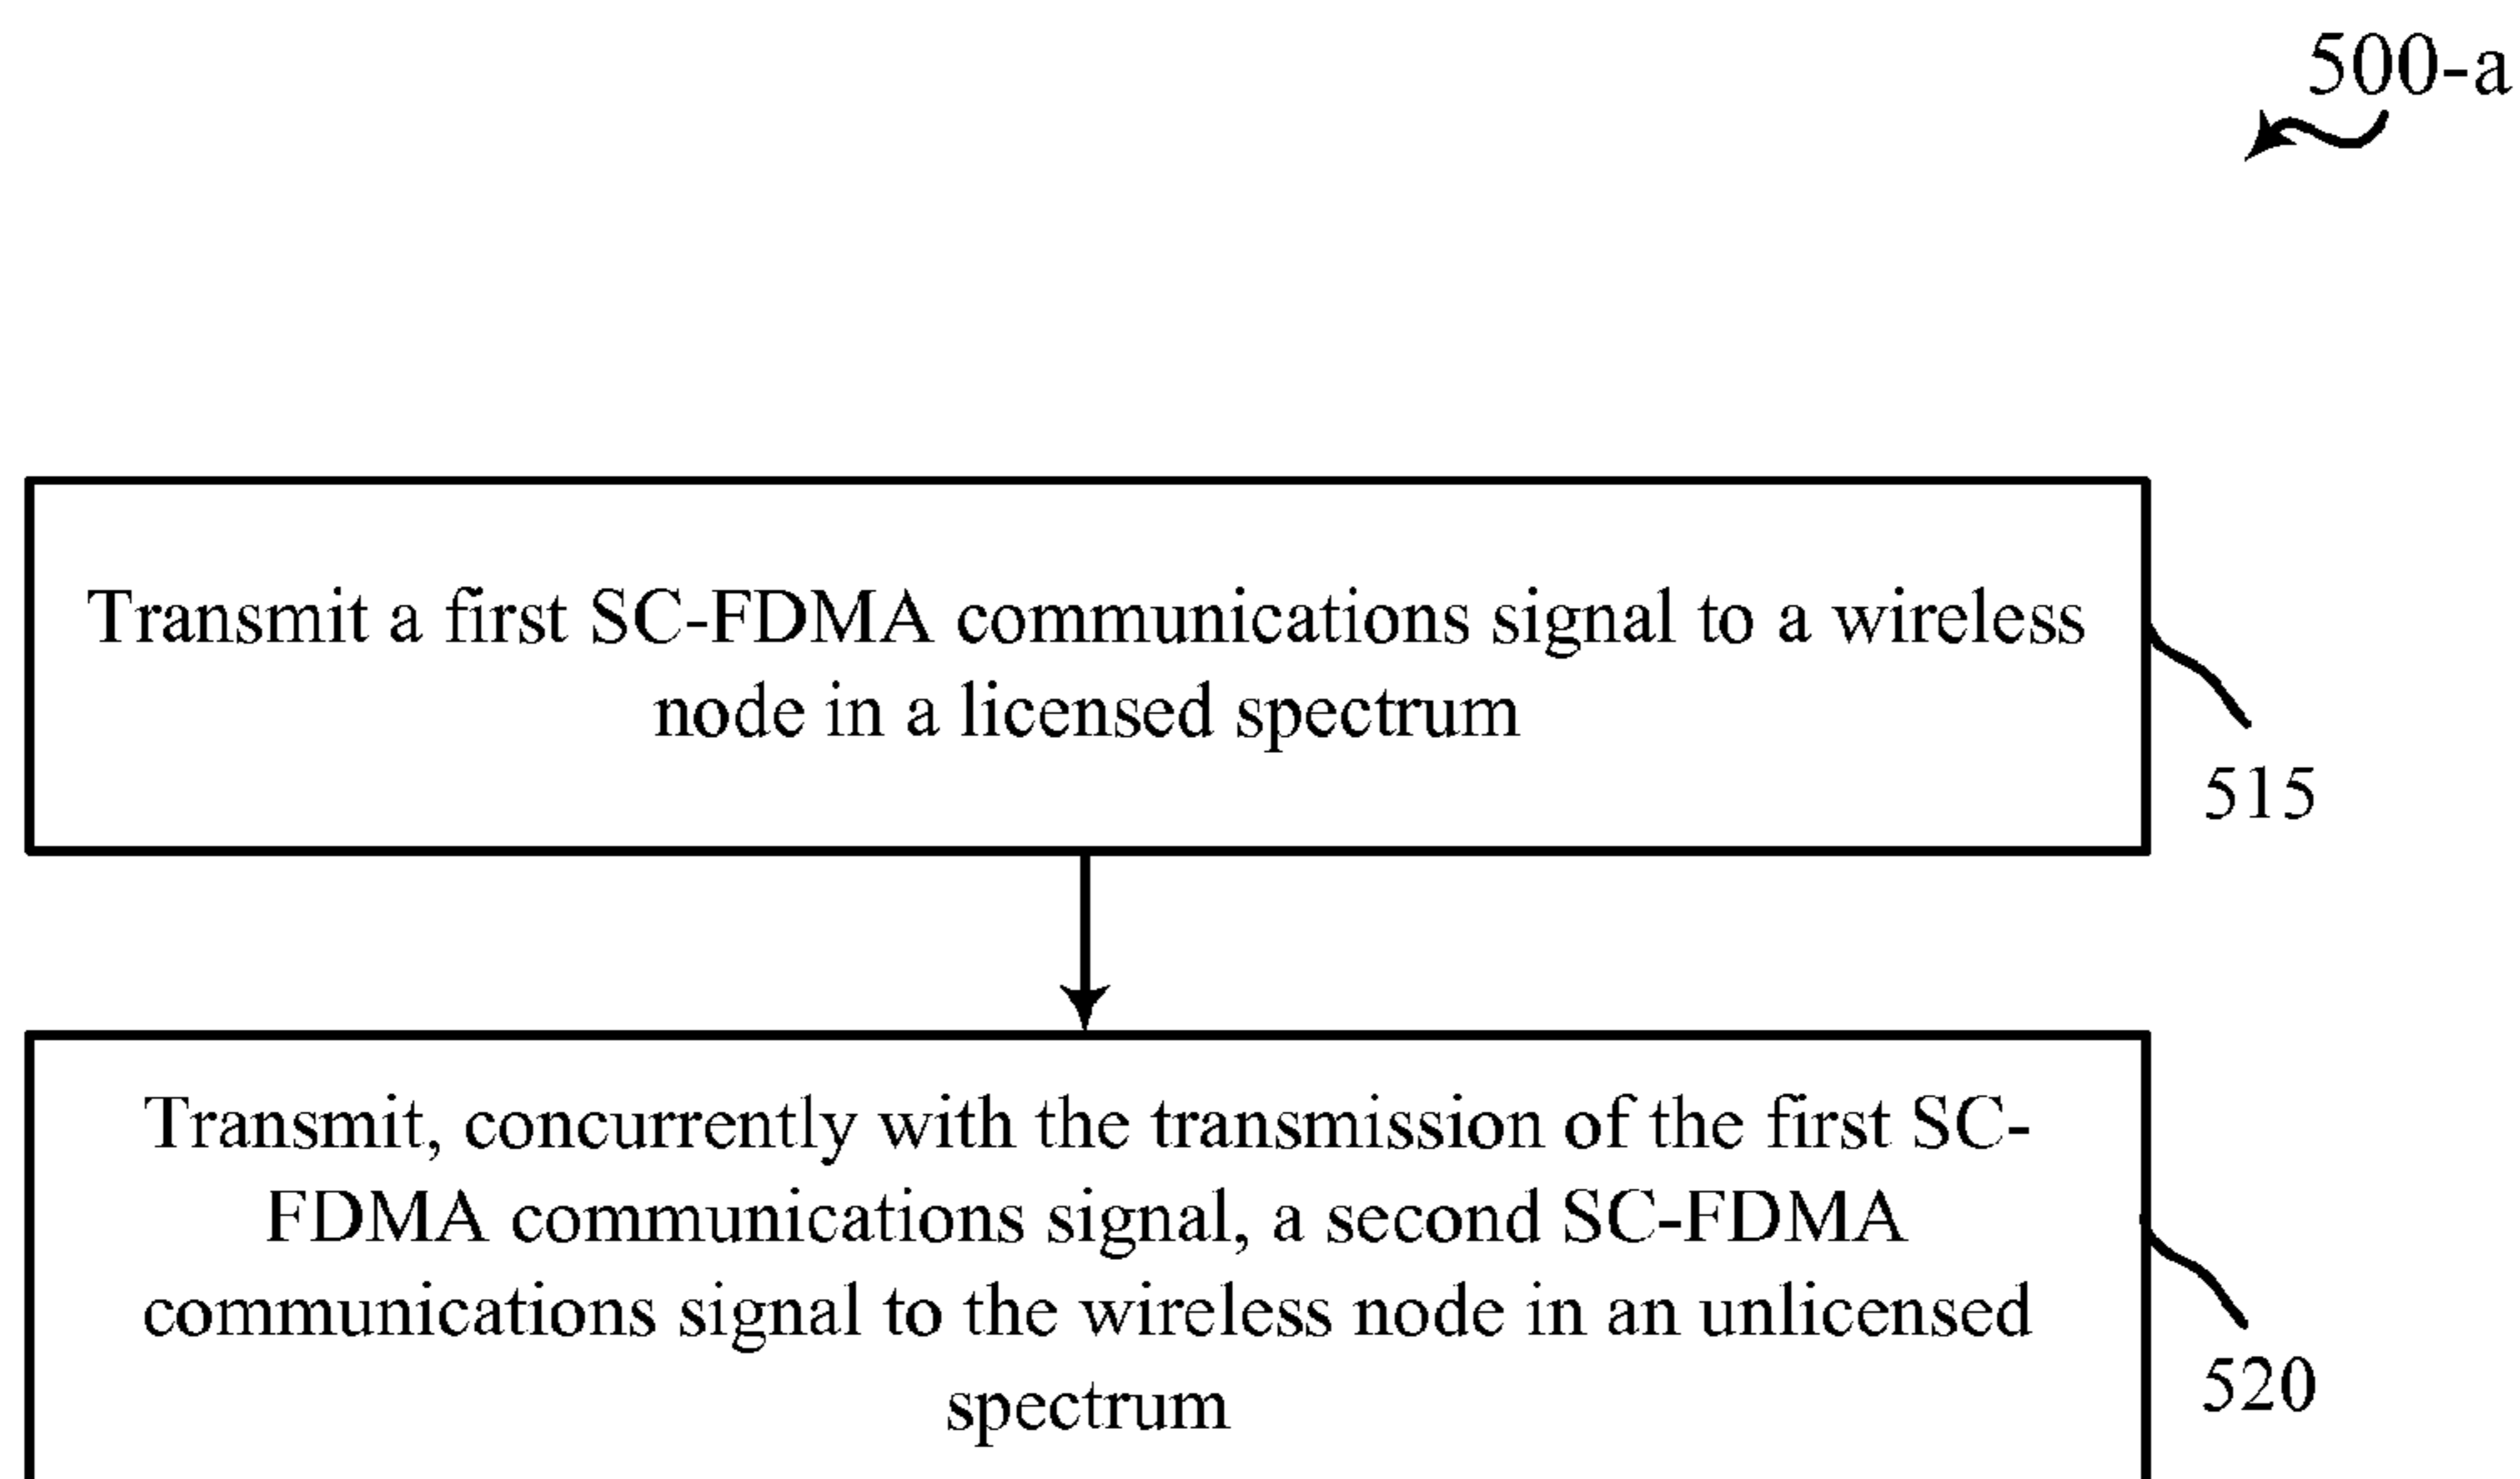 500-a
Transmit a first SC-FDMA communications signal to a wireless
node in a licensed spectrum
515
Transmit, concurrently with the transmission of the first SC-
FDMA communications signal, a second SC-FDMA
communications signal to the wireless node in an unlicensed
spectrum
520